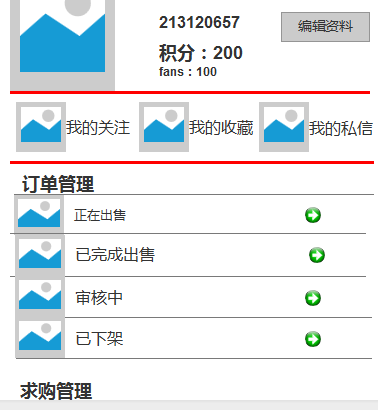 213120657
编辑资料
积分：200
fans：100
我的关注 我的收藏 我的私信
订单管理
正在出售
已完成出售
审核中
已下架
求购管理